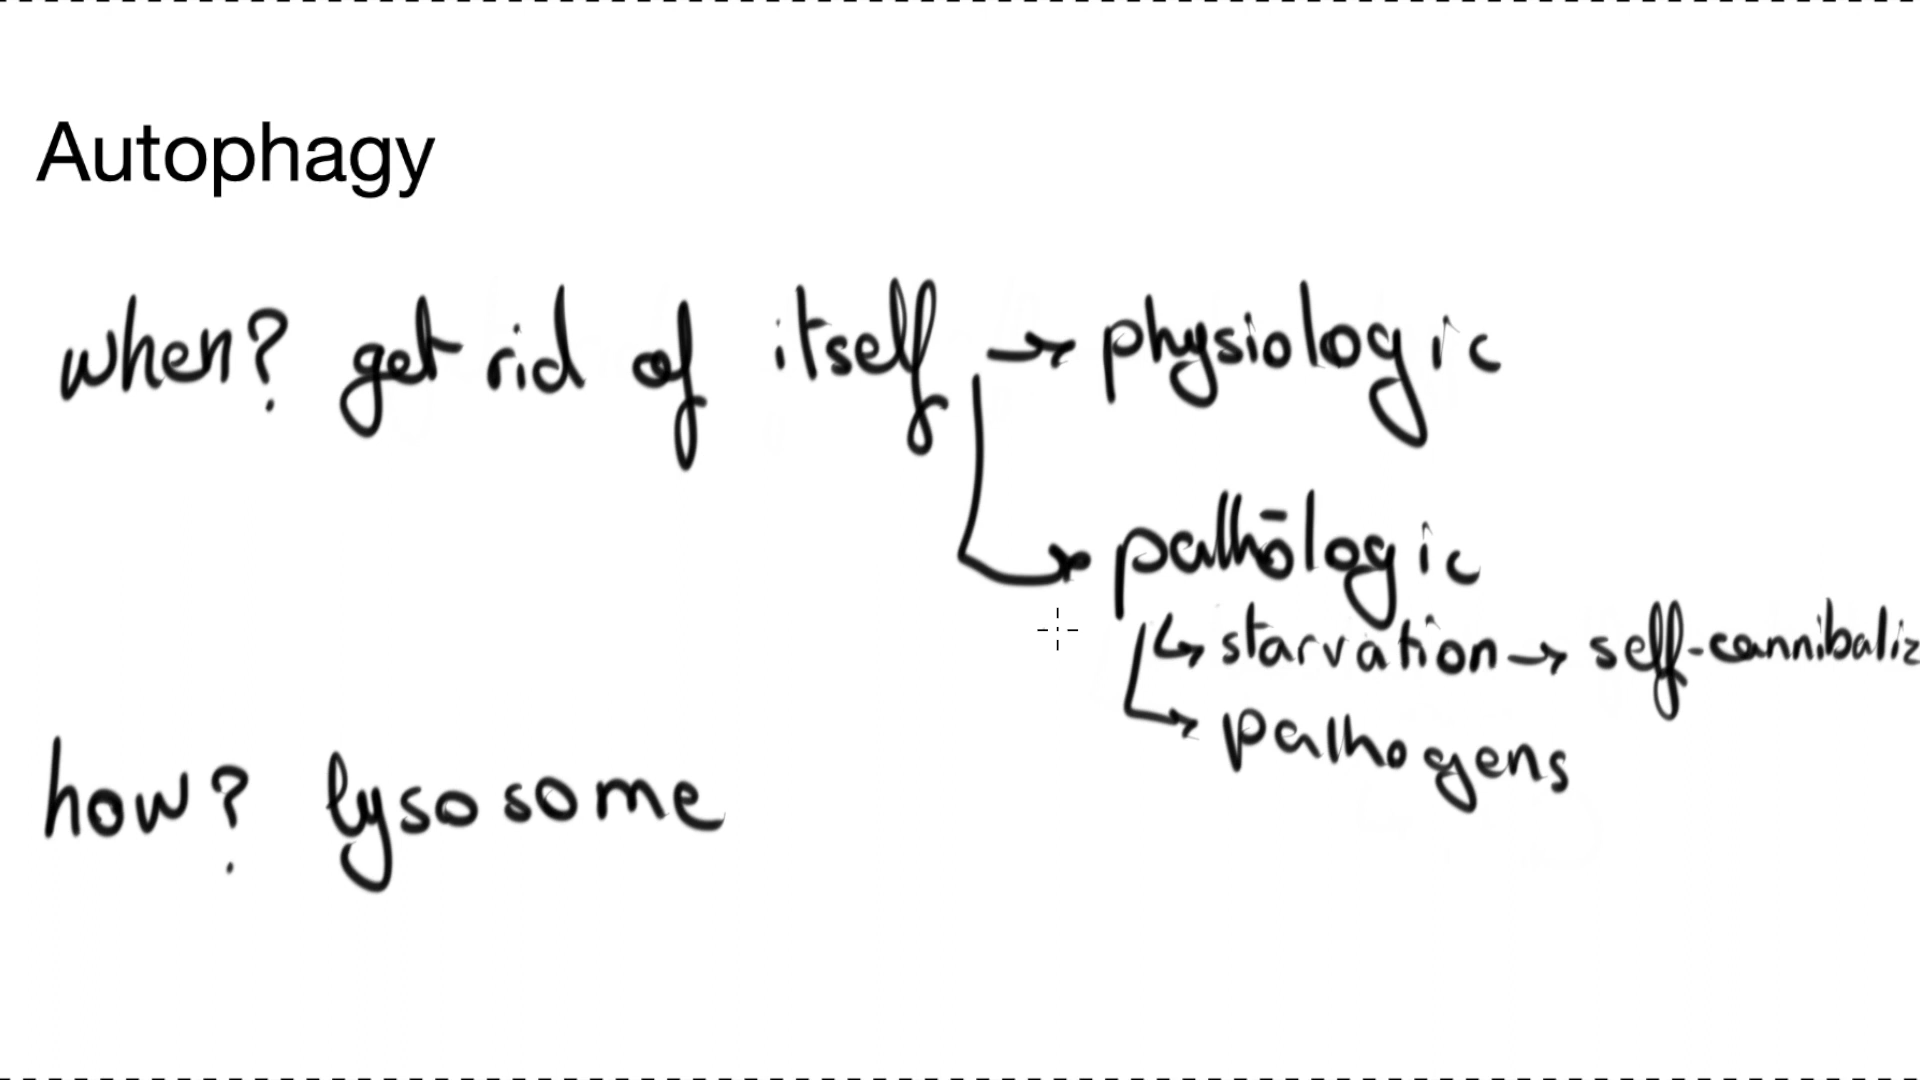 Autophagy
when? get rid of itself → physiologic
↳ pathologic
↳ starvation → self-cannibaliz
↳ pathogens
how? lysosome